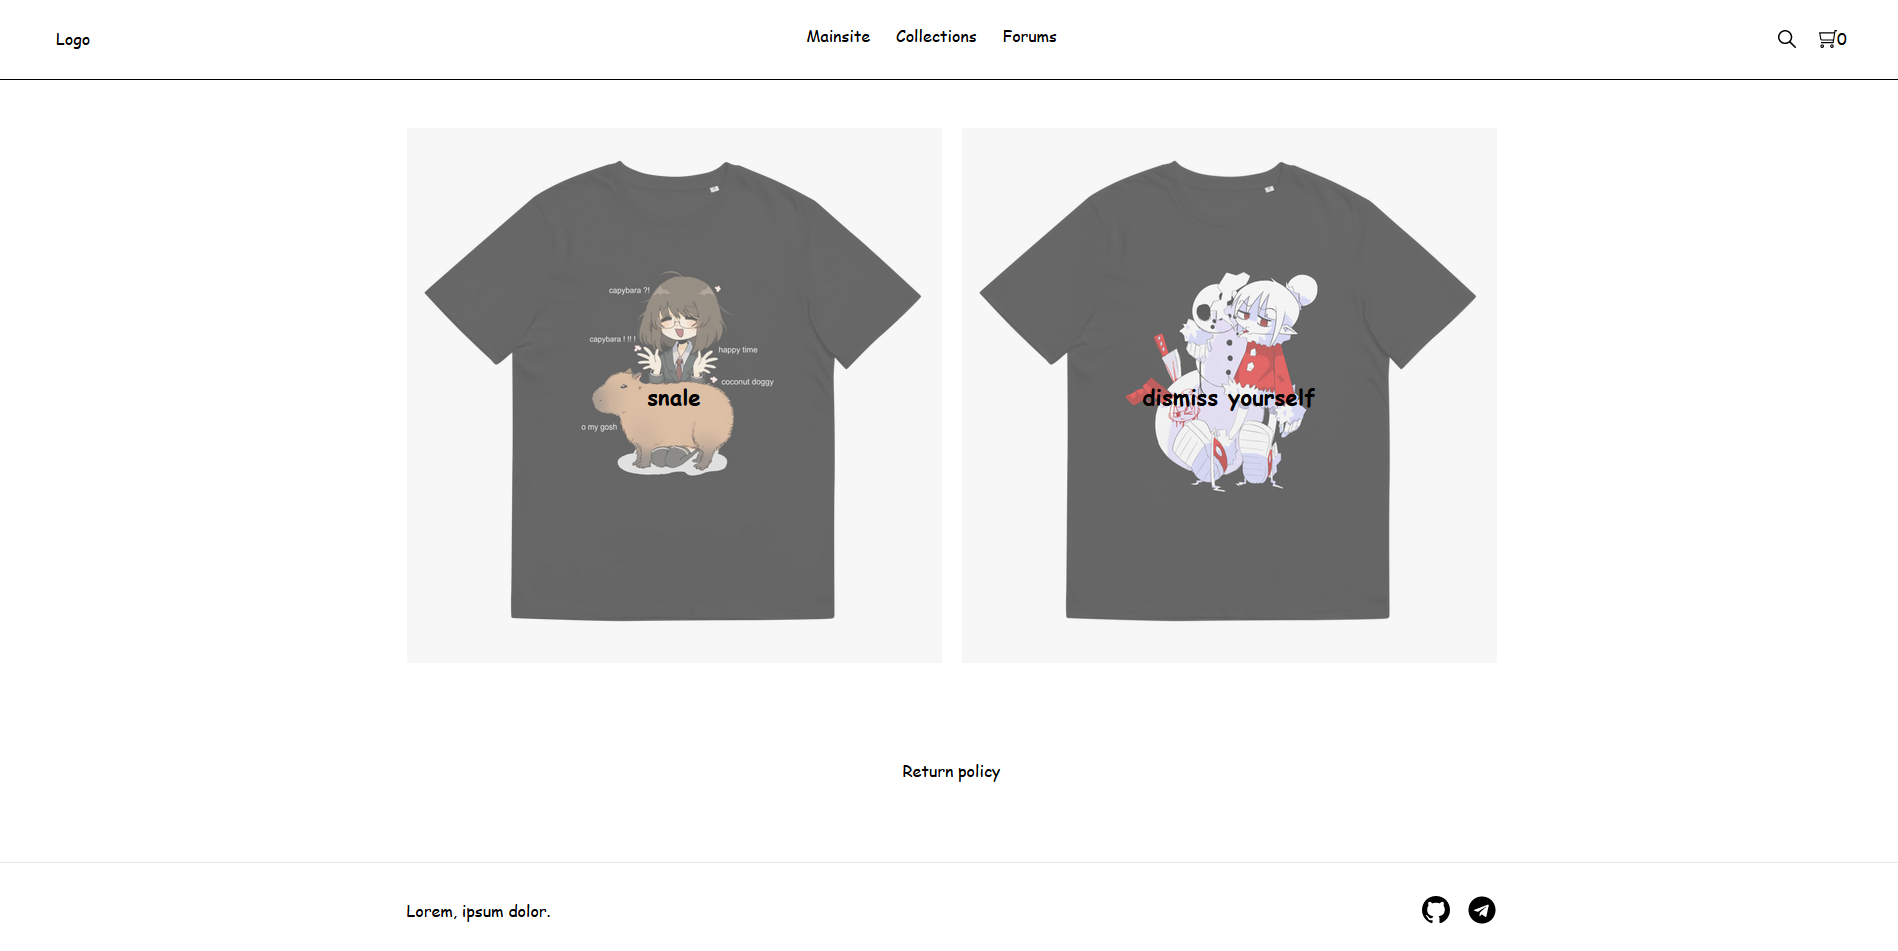 Logo
Mainsite Collections Forums
0
capybara ?!
capybara ! !! !
happy time
coconut doggy
snale
o my gosh
dismiss yourself
Return policy
Lorem, ipsum dolor.